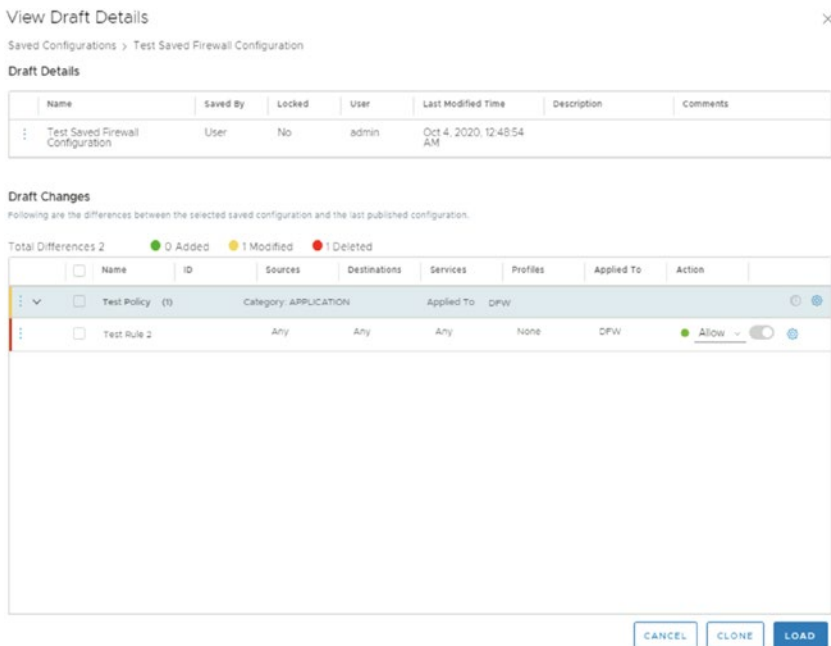 View Draft Details
Saved Configurations > Test Saved Firewall Configuration
Draft Details
Name Saved By Locked User Last Modified Time Description Comments
Test Saved Firewall Configuration User No admin Oct 4, 2020, 12:48:54 AM
Draft Changes
Following are the differences between the selected saved configuration and the last published configuration.
Total Differences 2 0 Added 1 Modified 1 Deleted
Name ID Sources Destinations Services Profiles Applied To Action
Test Policy (1) Category: APPLICATION Applied To DFW
Test Rule 2 Any Any Any None DFW Allow
CANCEL CLONE LOAD